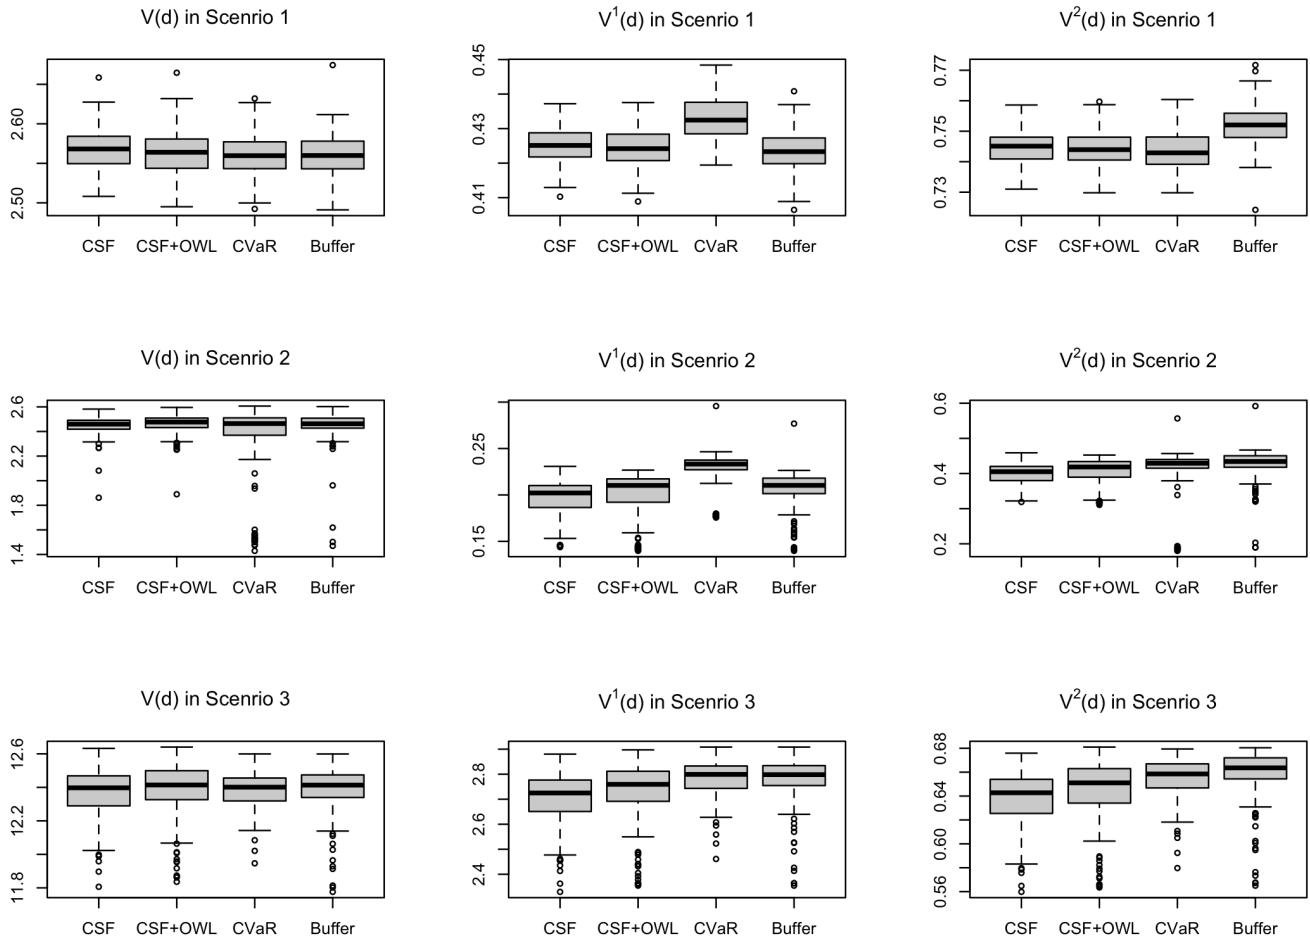 V(d) in Scenrio 1
V¹(d) in Scenrio 1
V²(d) in Scenrio 1
2.60
2.50
0.45
0.43
0.41
0.77
0.75
0.73
CSF CSF+OWL CVaR Buffer
CSF CSF+OWL CVaR Buffer
CSF CSF+OWL CVaR Buffer
V(d) in Scenrio 2
V¹(d) in Scenrio 2
V²(d) in Scenrio 2
2.6
2.2
1.8
1.4
0.25
0.15
0.6
0.4
0.2
CSF CSF+OWL CVaR Buffer
CSF CSF+OWL CVaR Buffer
CSF CSF+OWL CVaR Buffer
V(d) in Scenrio 3
V¹(d) in Scenrio 3
V²(d) in Scenrio 3
12.6
12.2
11.8
2.8
2.6
2.4
0.68
0.64
0.60
0.56
CSF CSF+OWL CVaR Buffer
CSF CSF+OWL CVaR Buffer
CSF CSF+OWL CVaR Buffer